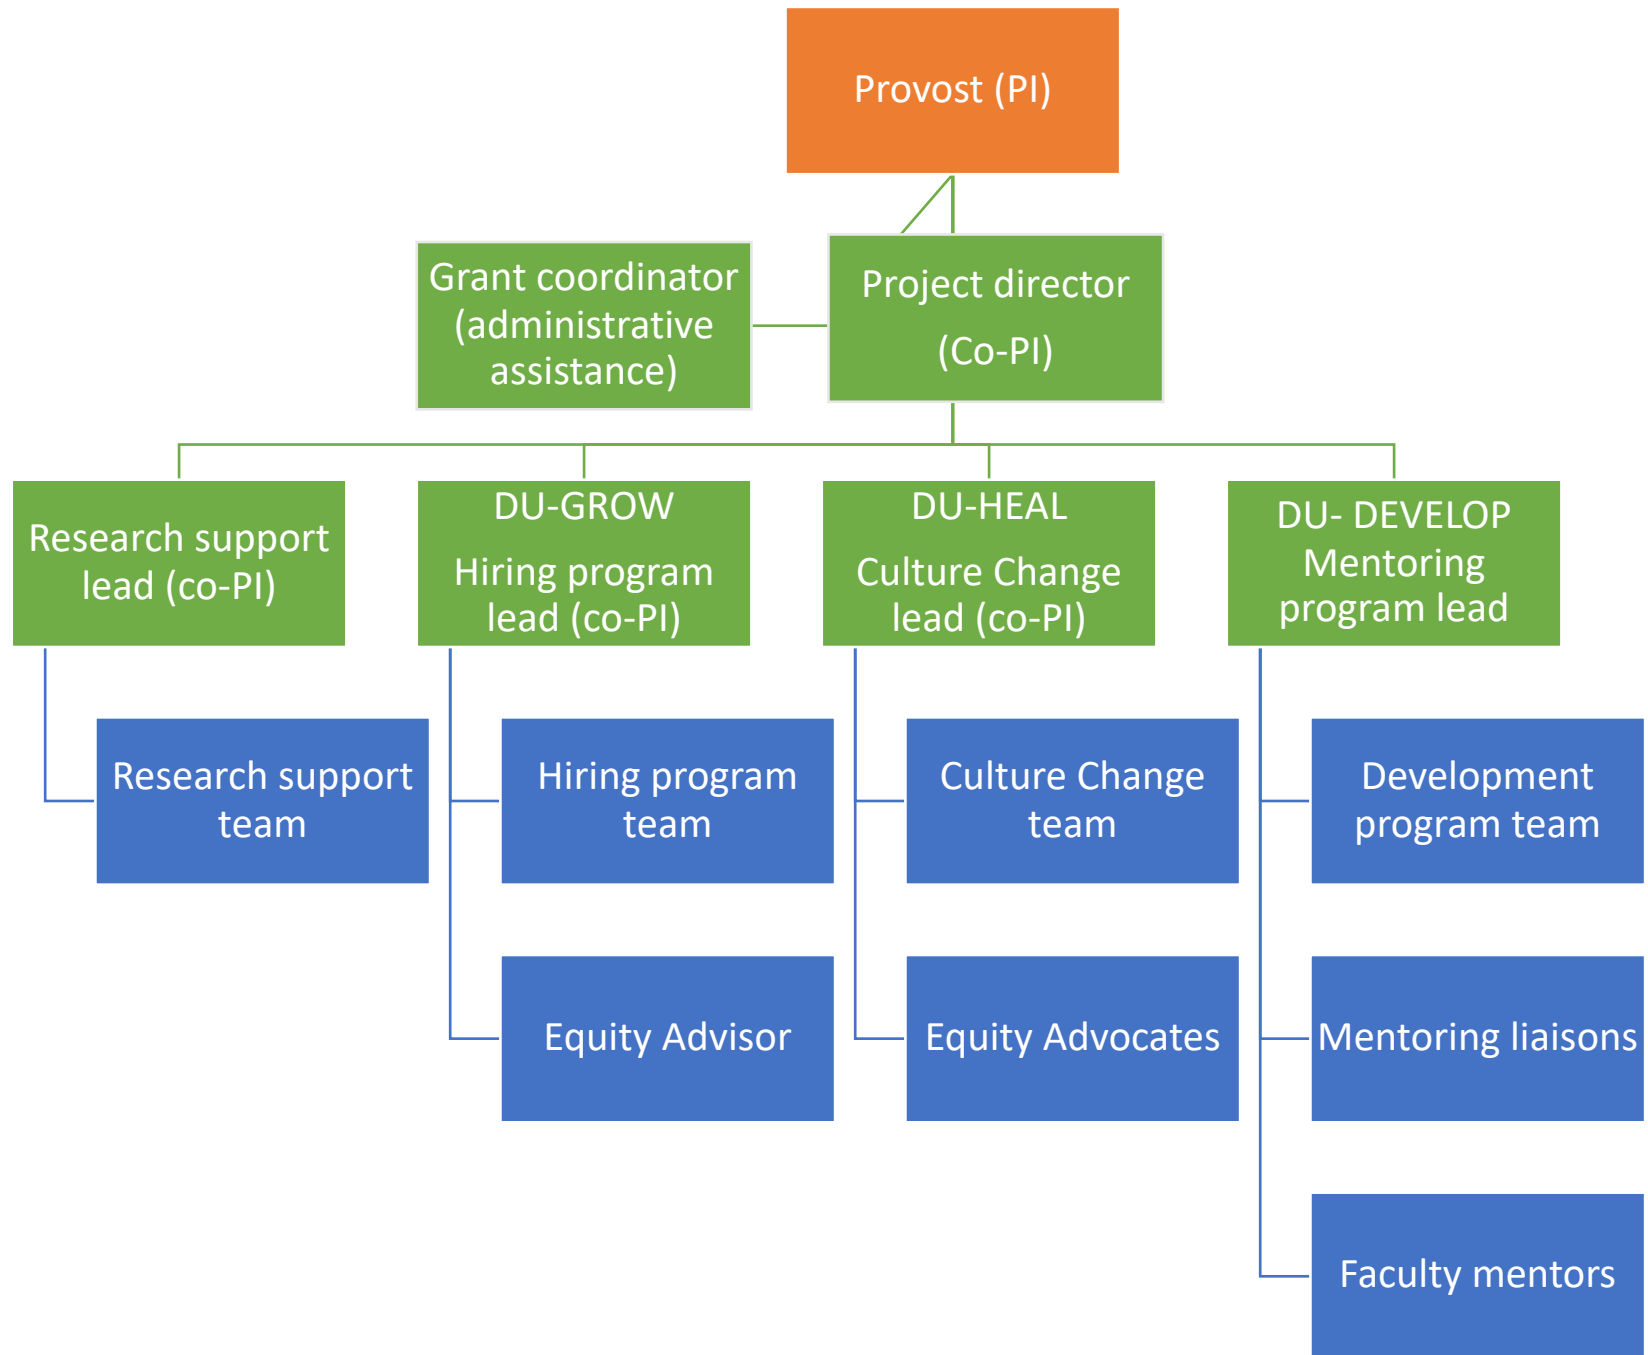 Provost (PI)
Grant coordinator
(administrative
assistance)
Project director
(Co-PI)
Research support
lead (co-PI)
DU-GROW
Hiring program
lead (co-PI)
DU-HEAL
Culture Change
lead (co-PI)
DU- DEVELOP
Mentoring
program lead
Research support
team
Hiring program
team
Culture Change
team
Development
program team
Equity Advisor
Equity Advocates
Mentoring liaisons
Faculty mentors